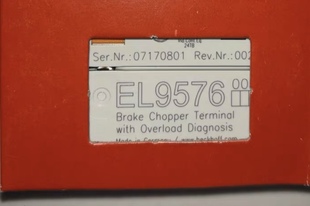 Ser.Nr.: 07170801 Rev.Nr.: 002
EL9576 00
Brake Chopper Terminal
with Overload Diagnosis
Made in Germany / www.beckhoff.com